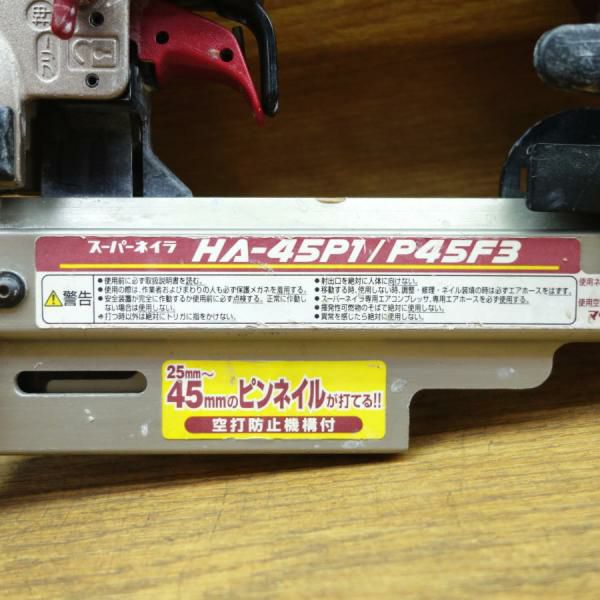 スーパーネイラ HA-45P1/P45F3
警告
●使用前に必ず取扱説明書を読む。
●使用の際は、作業者およびまわりの人も必ず保護メガネを着用する。
●安全装置が完全に作動するか使用前に必ず点検する。正常に作動し
ない場合は使用しない。
●打つ時以外は絶対にトリガに指をかけない。
●射出口を絶対に人体に向けない。
●移動する時、使用しない時、調整・修理・ネイル装填の時は必ずエアホースをはずす。
●スーパーネイラ専用エアコンプレッサ、専用エアホースを必ず使用する。
●揮発性可燃物のそばで絶対に使用しない。
●異常を感じたら絶対に使用しない。
使用ネ
使用空
マ
25mm～
45mmのピンネイルが打てる!!
空打防止機構付